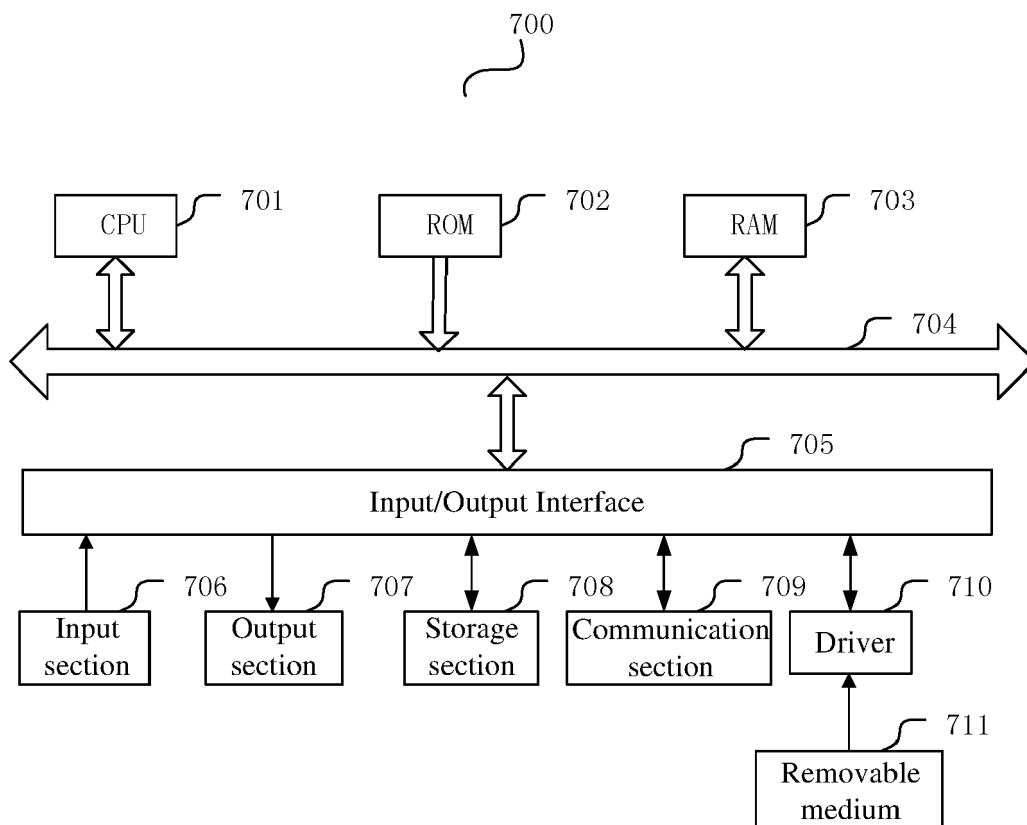 700
CPU
701
ROM
702
RAM
703
704
705
Input/Output Interface
706
707
708
709
710
Input
section
Output
section
Storage
section
Communication
section
Driver
711
Removable
medium